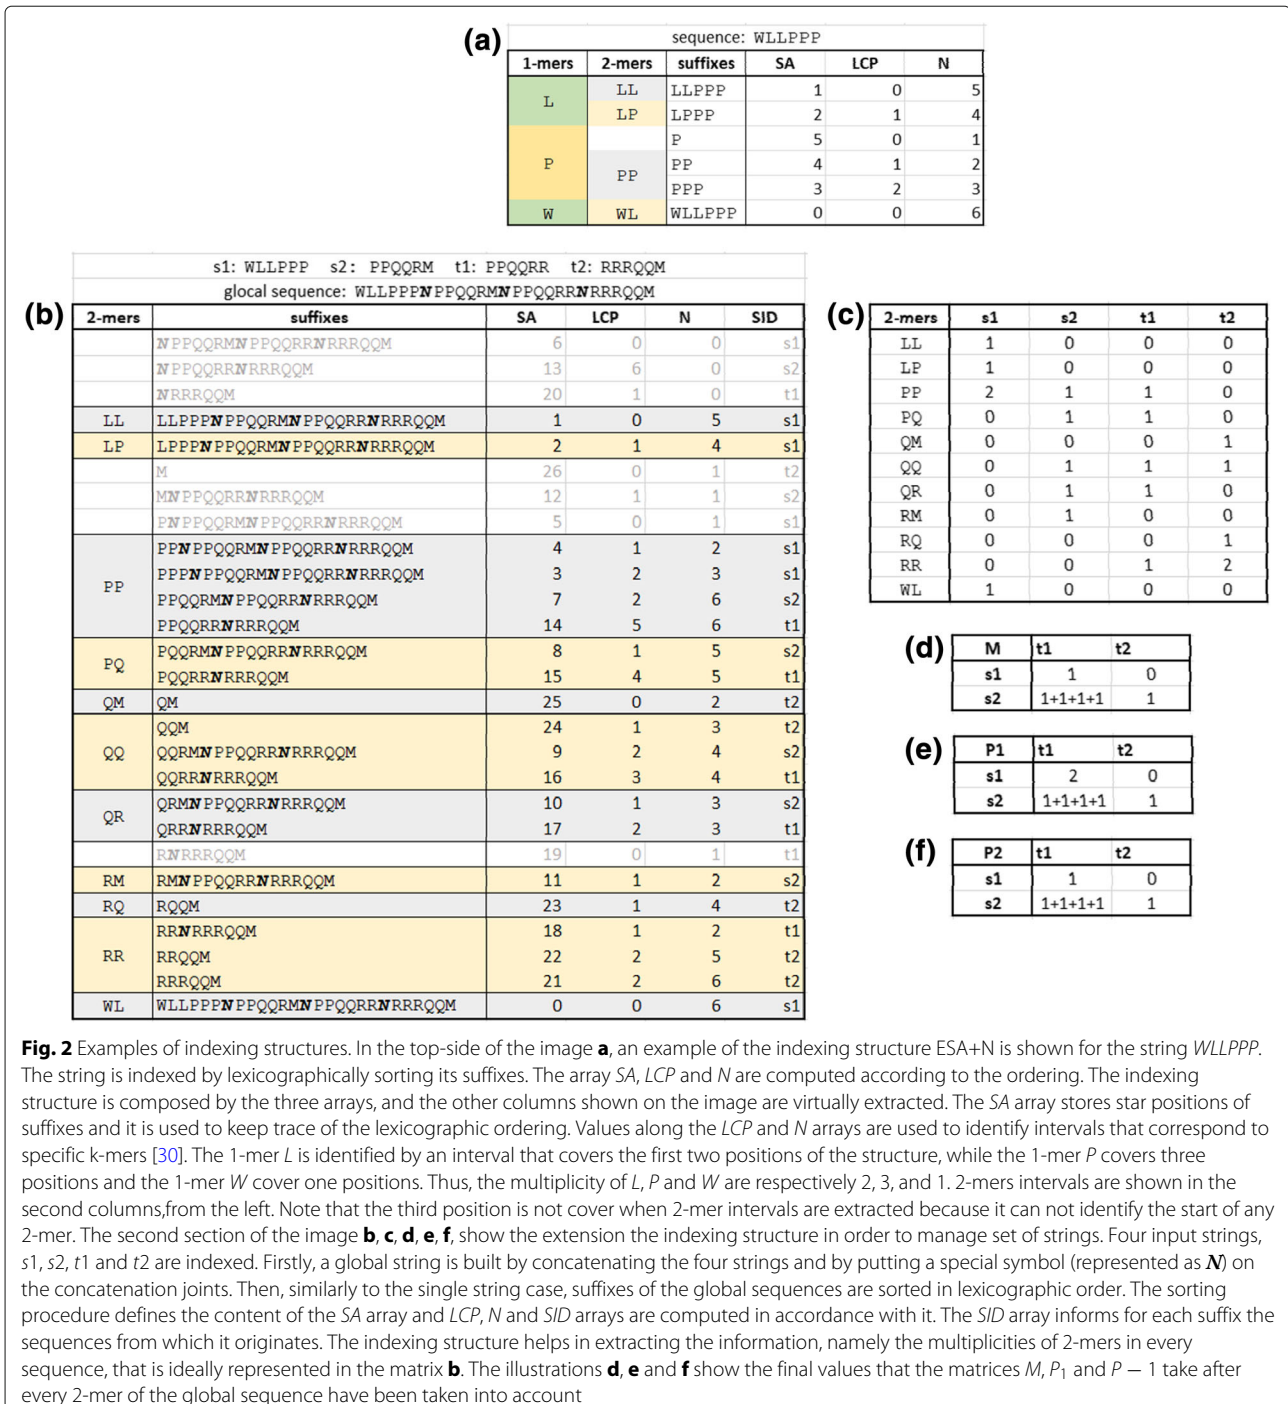 (a)
sequence: WLLPPP
1-mers 2-mers suffixes SA LCP N
L LL LLPPP 1 0 5
LP LPPP 2 1 4
P P 5 0 1
PP PP 4 1 2
PPP 3 2 3
W WL WLLPPP 0 0 6
s1: WLLPPP s2: PPQQRM t1: PPQQRR t2: RRRQQM
glocal sequence: WLLPPPNPPQQRMNPPQQRRNRRRQQM
(b)
2-mers suffixes SA LCP N SID
NPPQQRMNPPQQRRNRRRQQM 6 0 0 s1
NPPQQRRNRRRQQM 13 6 0 s2
NRRRQQM 20 1 0 t1
LL LLPPPNPPQQRMNPPQQRRNRRRQQM 1 0 5 s1
LP LPPPNPPQQRMNPPQQRRNRRRQQM 2 1 4 s1
M 26 0 1 t2
MNPPQQRRNRRRQQM 12 1 1 s2
PNPPQQRMNPPQQRRNRRRQQM 5 0 1 s1
PP PPNPPQQRMNPPQQRRNRRRQQM 4 1 2 s1
PPPNPPQQRMNPPQQRRNRRRQQM 3 2 3 s1
PPQQRMNPPQQRRNRRRQQM 7 2 6 s2
PPQQRRNRRRQQM 14 5 6 t1
PQ PQQRMNPPQQRRNRRRQQM 8 1 5 s2
PQQRRNRRRQQM 15 4 5 t1
QM QM 25 0 2 t2
QQ QQM 24 1 3 t2
QQRMNPPQQRRNRRRQQM 9 2 4 s2
QQRRNRRRQQM 16 3 4 t1
QR QRMNPPQQRRNRRRQQM 10 1 3 s2
QRRNRRRQQM 17 2 3 t1
RNRRRQQM 19 0 1 t1
RM RMNPPQQRRNRRRQQM 11 1 2 s2
RQ RQQM 23 1 4 t2
RR RRNRRRQQM 18 1 2 t1
RRQQM 22 2 5 t2
RRRQQM 21 2 6 t2
WL WLLPPPNPPQQRMNPPQQRRNRRRQQM 0 0 6 s1
(c)
2-mers s1 s2 t1 t2
LL 1 0 0 0
LP 1 0 0 0
PP 2 1 1 0
PQ 0 1 1 0
QM 0 0 0 1
QQ 0 1 1 1
QR 0 1 1 0
RM 0 1 0 0
RQ 0 0 0 1
RR 0 0 1 2
WL 1 0 0 0
(d)
M t1 t2
s1 1 0
s2 1+1+1+1 1
(e)
P1 t1 t2
s1 2 0
s2 1+1+1+1 1
(f)
P2 t1 t2
s1 1 0
s2 1+1+1+1 1
Fig. 2 Examples of indexing structures. In the top-side of the image a, an example of the indexing structure ESA+N is shown for the string WLLPPP.
The string is indexed by lexicographically sorting its suffixes. The array SA, LCP and N are computed according to the ordering. The indexing
structure is composed by the three arrays, and the other columns shown on the image are virtually extracted. The SA array stores star positions of
suffixes and it is used to keep trace of the lexicographic ordering. Values along the LCP and N arrays are used to identify intervals that correspond to
specific k-mers [30]. The 1-mer L is identified by an interval that covers the first two positions of the structure, while the 1-mer P covers three
positions and the 1-mer W cover one positions. Thus, the multiplicity of L, P and W are respectively 2, 3, and 1. 2-mers intervals are shown in the
second columns,from the left. Note that the third position is not cover when 2-mer intervals are extracted because it can not identify the start of any
2-mer. The second section of the image b, c, d, e, f, show the extension the indexing structure in order to manage set of strings. Four input strings,
s1, s2, t1 and t2 are indexed. Firstly, a global string is built by concatenating the four strings and by putting a special symbol (represented as N) on
the concatenation joints. Then, similarly to the single string case, suffixes of the global sequences are sorted in lexicographic order. The sorting
procedure defines the content of the SA array and LCP, N and SID arrays are computed in accordance with it. The SID array informs for each suffix the
sequences from which it originates. The indexing structure helps in extracting the information, namely the multiplicities of 2-mers in every
sequence, that is ideally represented in the matrix b. The illustrations d, e and f show the final values that the matrices M, P1 and P − 1 take after
every 2-mer of the global sequence have been taken into account